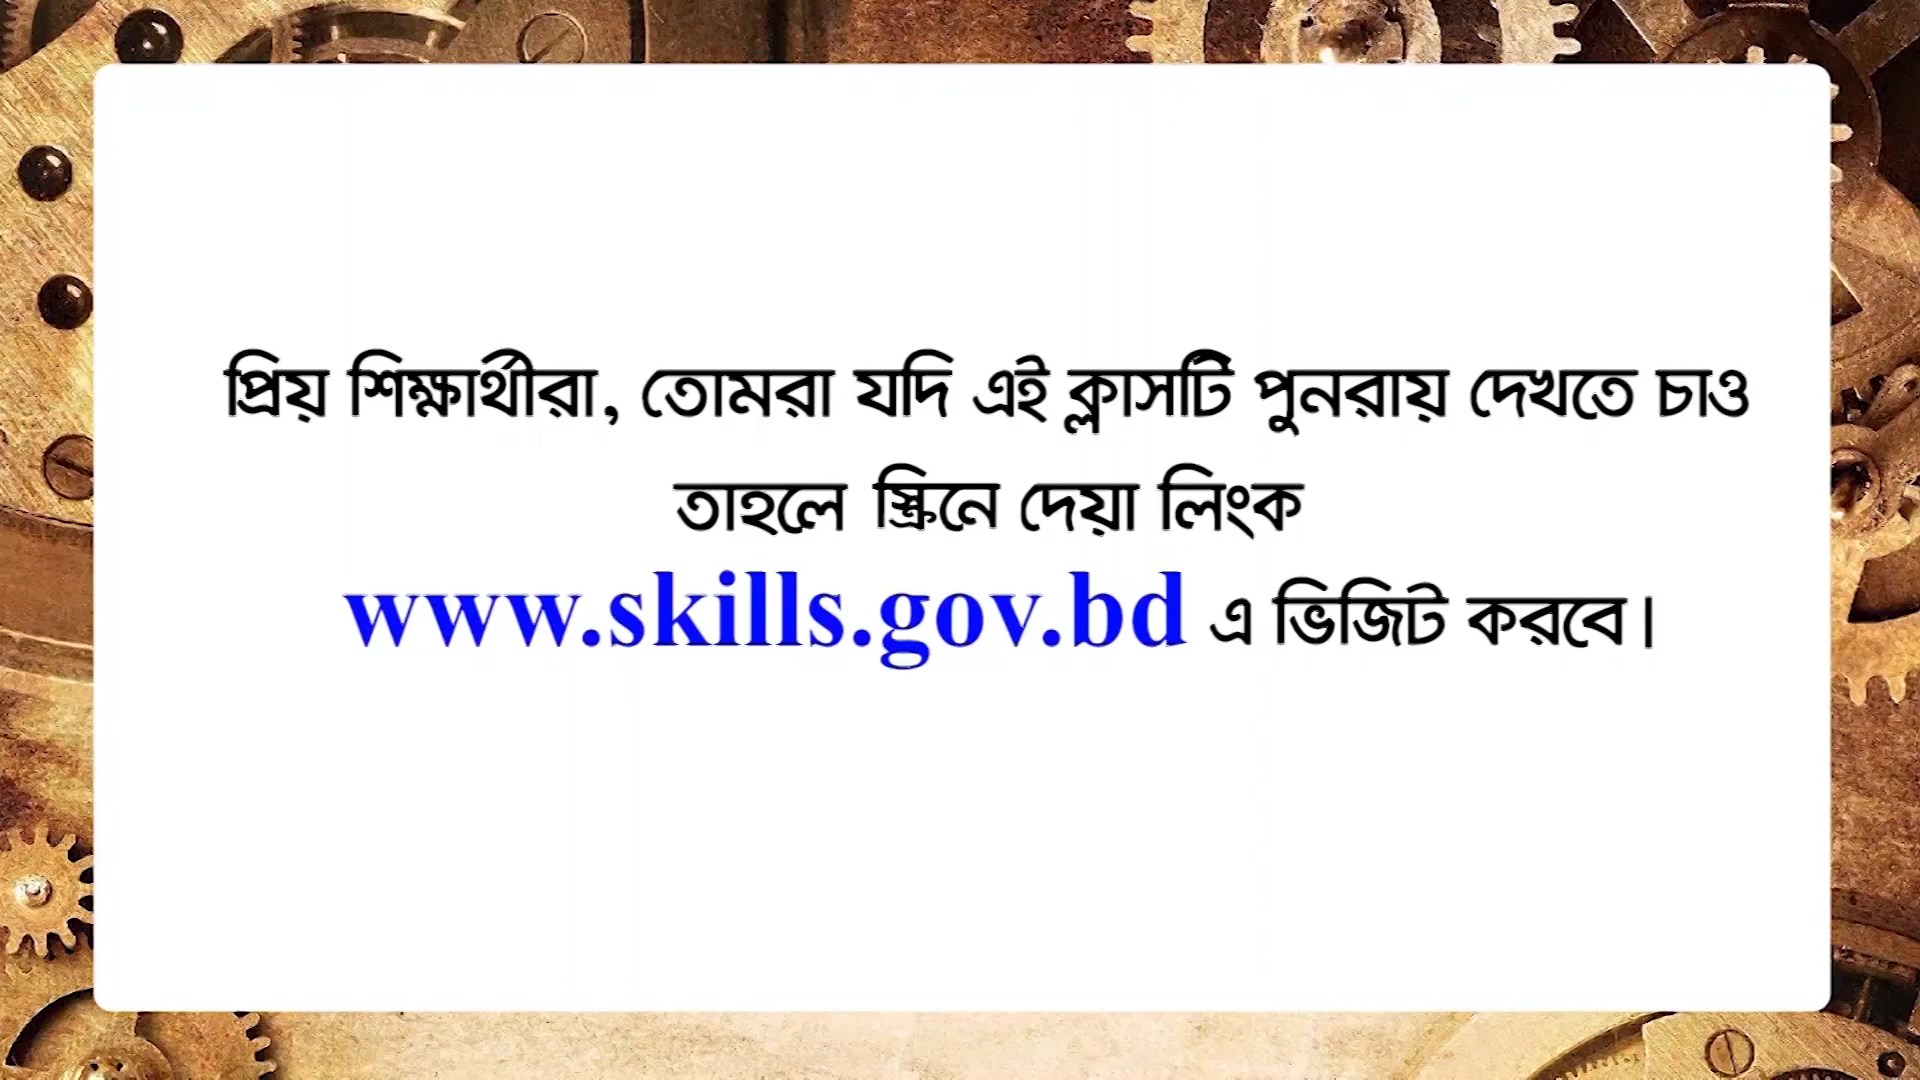 প্রিয় শিক্ষার্থীরা, তোমরা যদি এই ক্লাসটি পুনরায় দেখতে চাও
তাহলে স্ক্রিনে দেয়া লিংক
www.skills.gov.bd এ ভিজিট করবে।